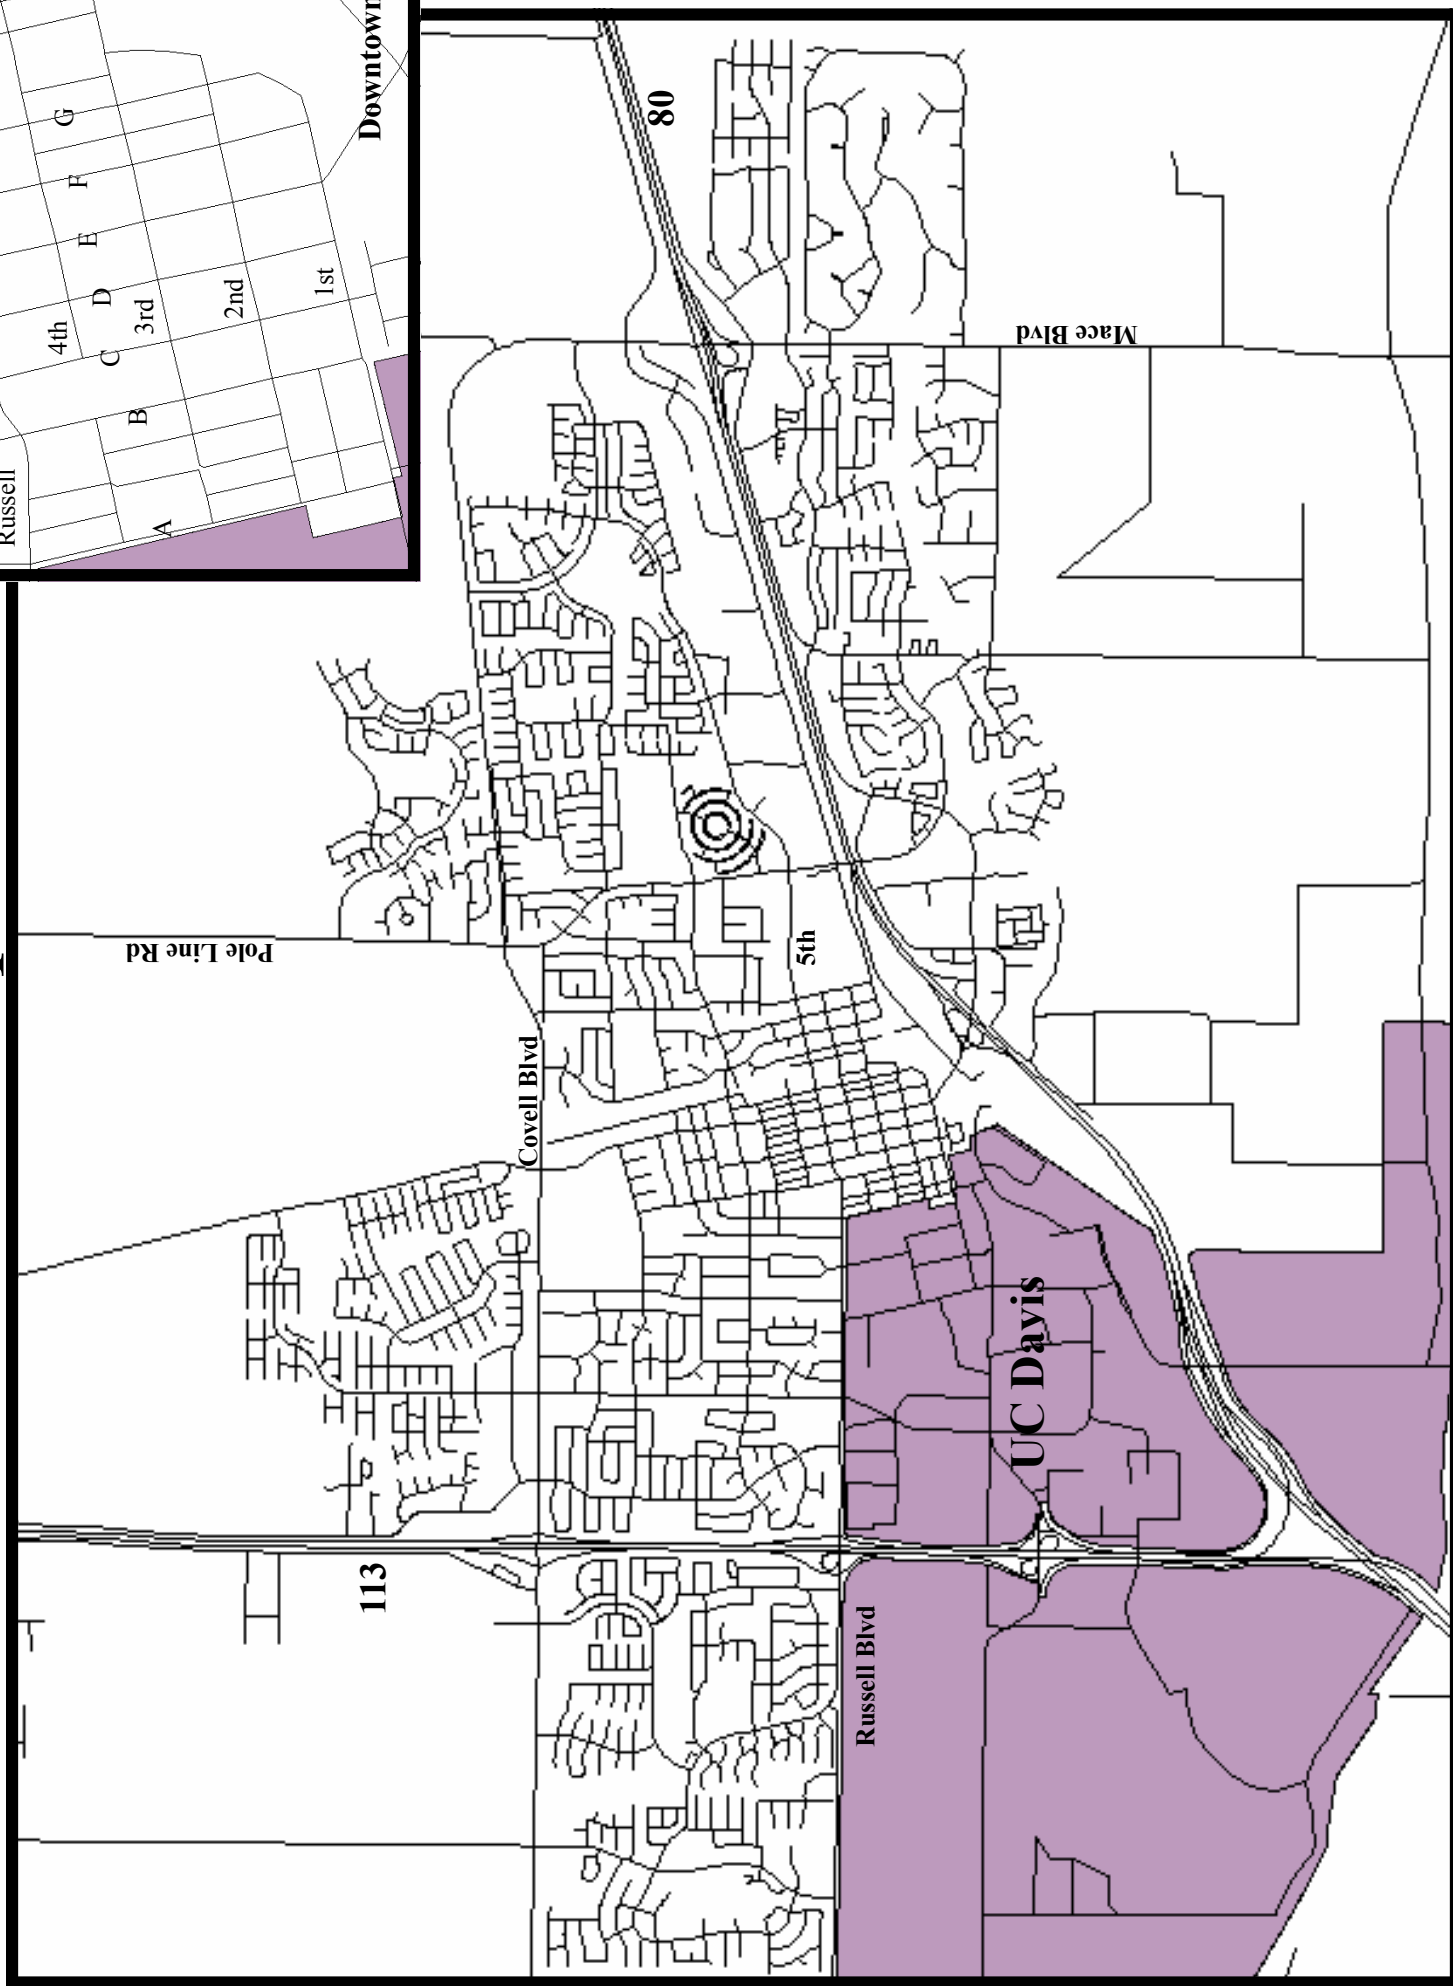 Russell
A
B
C
D
E
F
G
4th
3rd
2nd
1st
Downtown
80
Mace Blvd
Pole Line Rd
5th
Covell Blvd
113
UC Davis
Russell Blvd